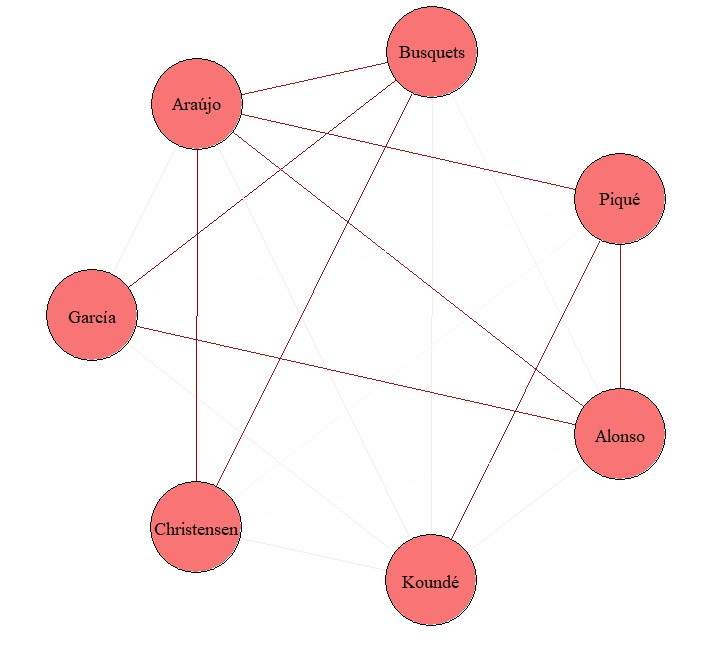 Busquets
Araújo
Piqué
García
Alonso
Christensen
Koundé